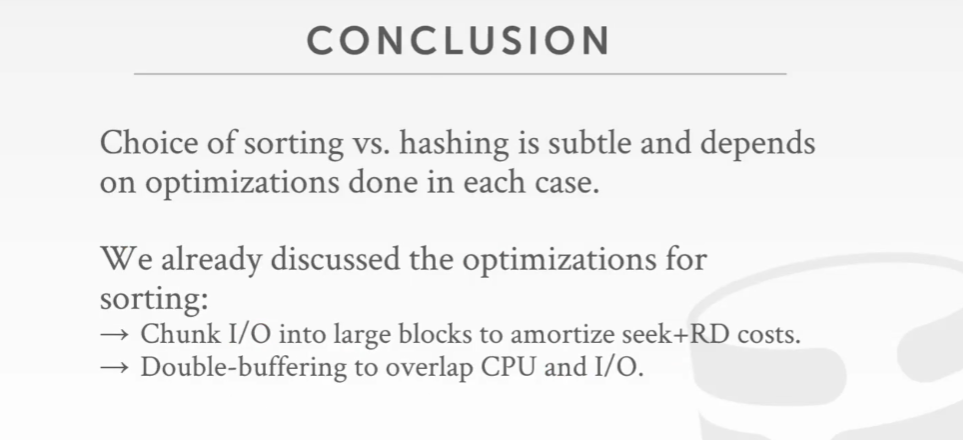 CONCLUSION
Choice of sorting vs. hashing is subtle and depends
on optimizations done in each case.
We already discussed the optimizations for
sorting:
→ Chunk I/O into large blocks to amortize seek+RD costs.
→ Double-buffering to overlap CPU and I/O.